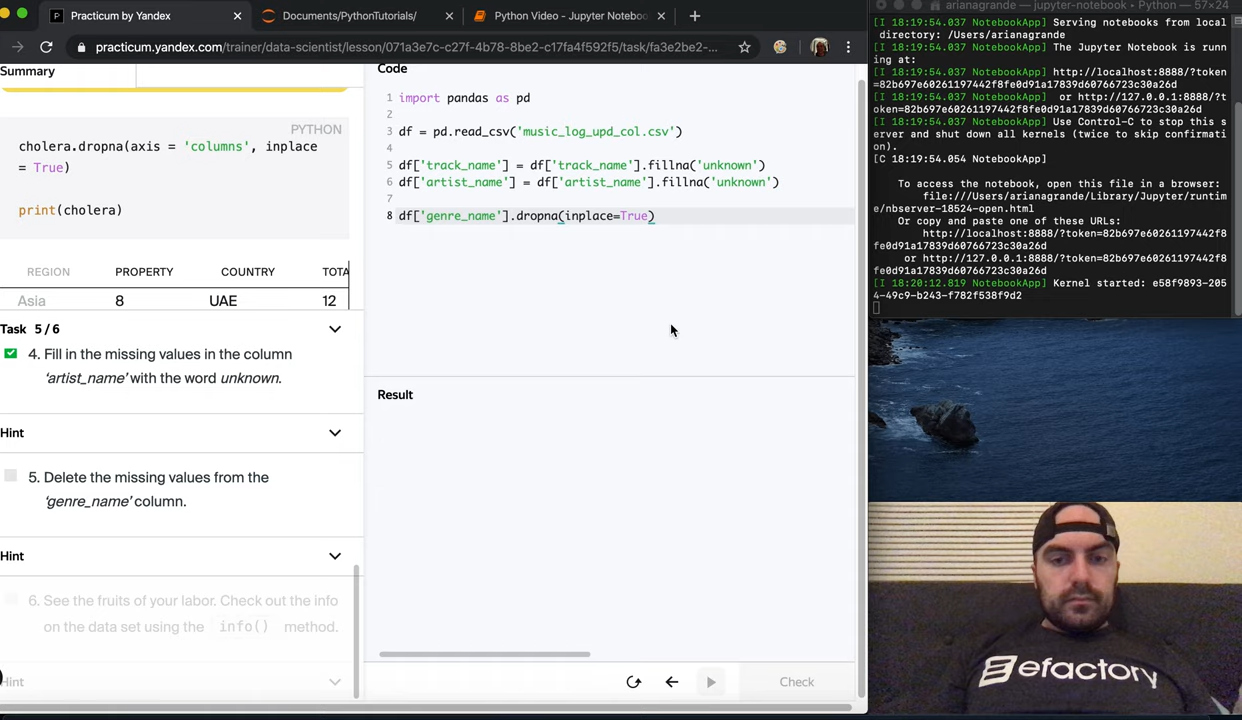 Practicum by Yandex
Documents/PythonTutorials/
Python Video - Jupyter Noteboo
practicum.yandex.com/trainer/data-scientist/lesson/071a3e7c-c27f-4b78-8be2-c17fa4f592f5/task/fa3e2be2-...
Summary
PYTHON
cholera.dropna(axis = 'columns', inplace
= True)
print(cholera)
REGION PROPERTY COUNTRY TOTA
Asia 8 UAE 12
Task 5/6
4. Fill in the missing values in the column
'artist_name' with the word unknown.
Hint
5. Delete the missing values from the
'genre_name' column.
Hint
6. See the fruits of your labor. Check out the info
on the data set using the info() method.
Hint
Code
1 import pandas as pd
2
3 df = pd.read_csv('music_log_upd_col.csv')
4
5 df['track_name'] = df['track_name'].fillna('unknown')
6 df['artist_name'] = df['artist_name'].fillna('unknown')
7
8 df['genre_name'].dropna(inplace=True)
Result
Check
arianagrande — jupyter-notebook • Python — 57×24
[I 18:19:54.037 NotebookApp] Serving notebooks from local
directory: /Users/arianagrande
[I 18:19:54.037 NotebookApp] The Jupyter Notebook is runn
ing at:
[I 18:19:54.037 NotebookApp] http://localhost:8888/?token
=82b697e60261197442f8kfe0d91a17839d60766723c30a26d
[I 18:19:54.037 NotebookApp] or http://127.0.0.1:8888/?t
oken=82b697e60261197442f8fe0d91a17839d60766723c30a26d
[I 18:19:54.037 NotebookApp] Use Control-C to stop this s
erver and shut down all kernels (twice to skip confirmati
on).
[C 18:19:54.054 NotebookApp]
To access the notebook, open this file in a browser:
file:///Users/arianagrande/Library/Jupyter/runtim
e/nbserver-18524-open.html
Or copy and paste one of these URLs:
http://localhost:8888/?token=82b697e60261197442f8
fe0d91a17839d60766723c30a26d
or http://127.0.0.1:8888/?token=82b697e60261197442f8
fe0d91a17839d60766723c30a26d
[I 18:20:12.819 NotebookApp] Kernel started: e58f9893-205
4-49c9-b243-f782f538f9d2
efactory